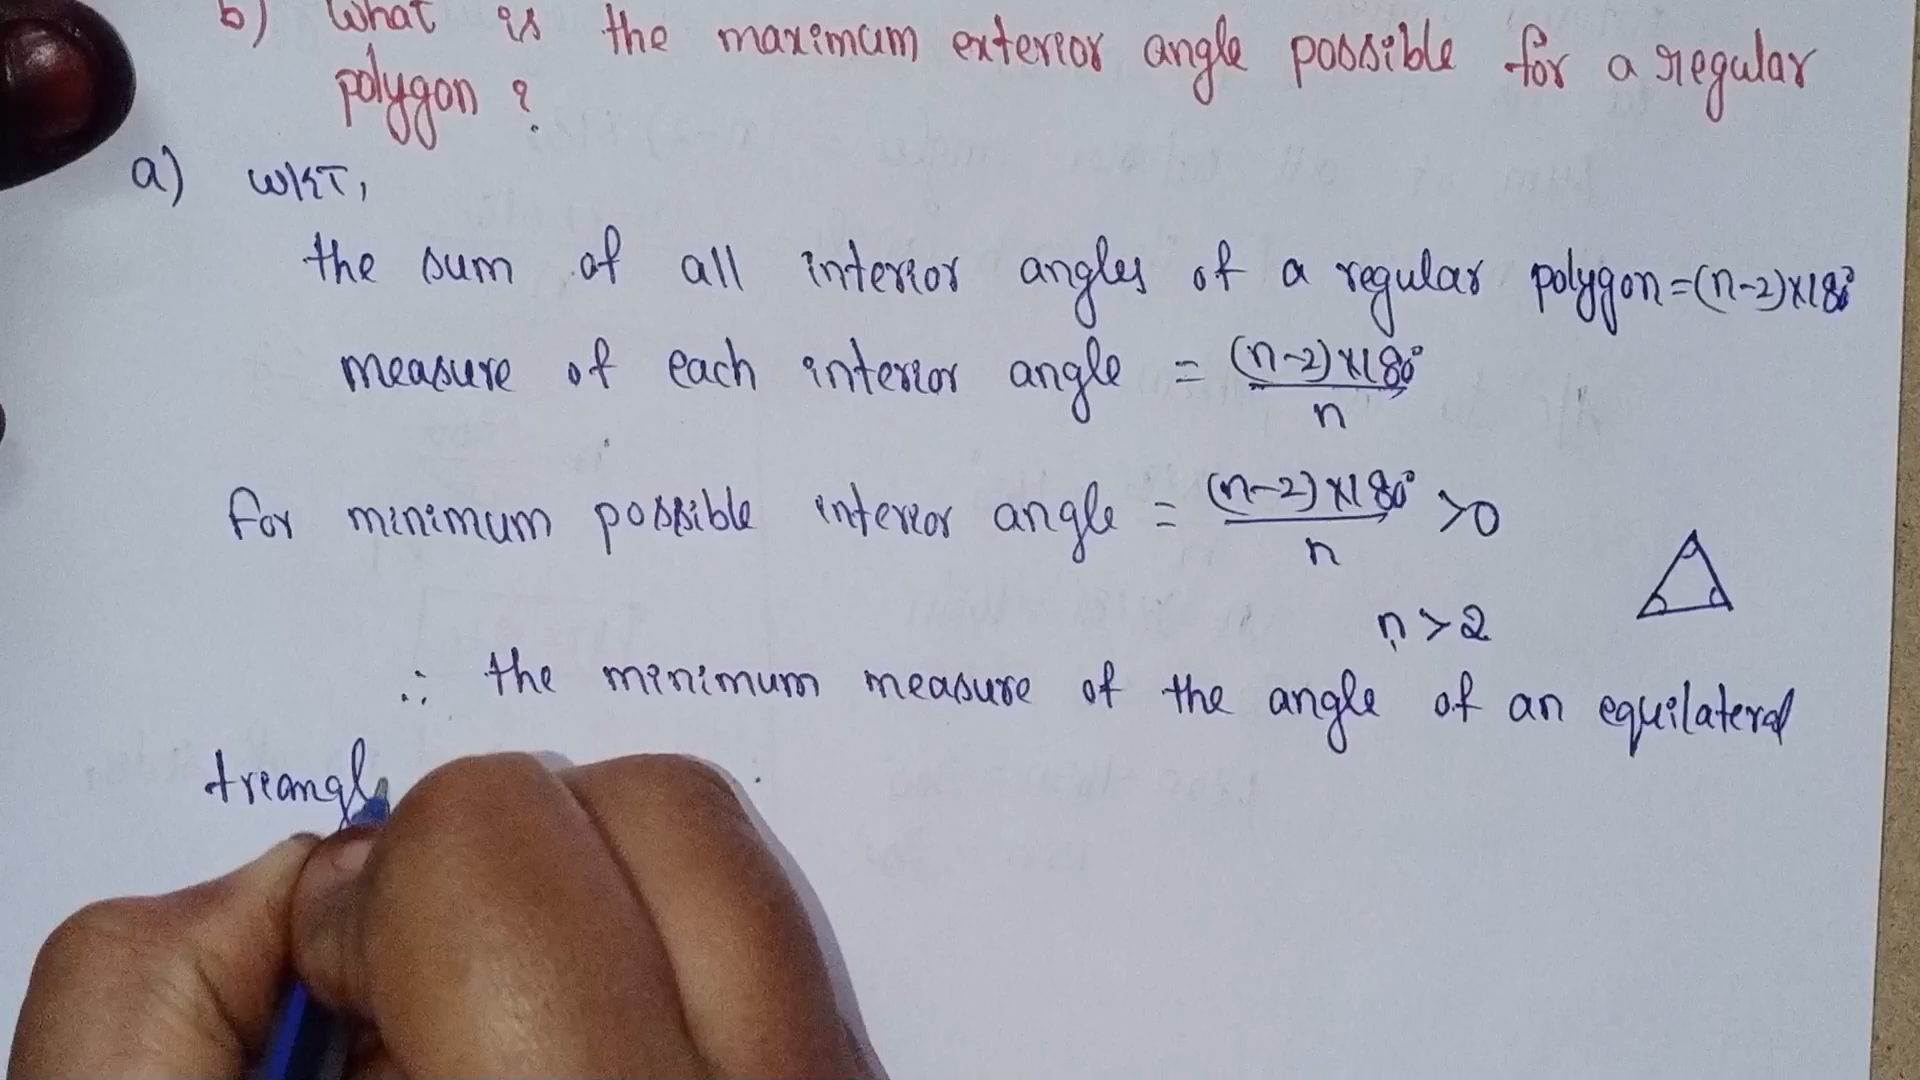 b) What is the maximum exterior angle possible for a regular
polygon ?
a) WKT,
the sum of all interior angles of a regular polygon=(n-2)×180°
measure of each interior angle = (n-2)×180°
n
for minimum possible interior angle = (n-2)×180° >0
n
n>2
∴ the minimum measure of the angle of an equilateral
triangl